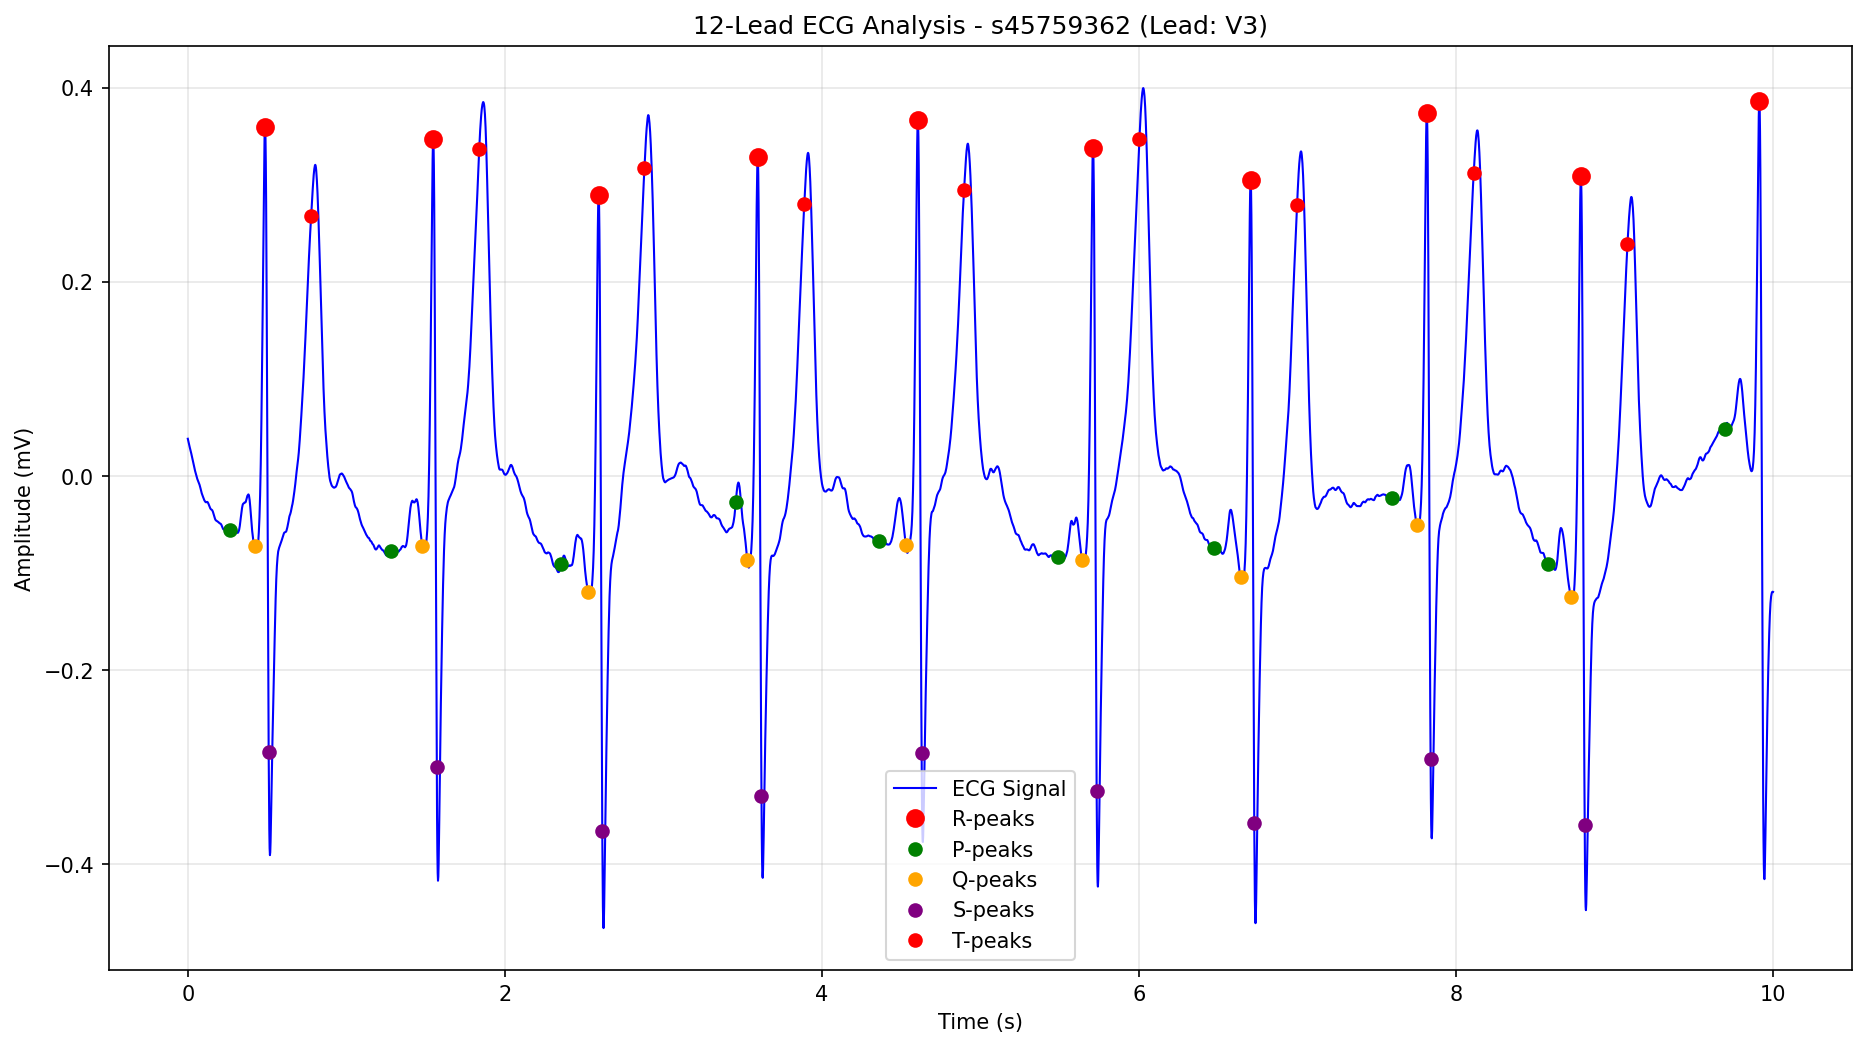 12-Lead ECG Analysis - s45759362 (Lead: V3)
Amplitude (mV)
0.4
0.2
0.0
−0.2
−0.4
ECG Signal
R-peaks
P-peaks
Q-peaks
S-peaks
T-peaks
0 2 4 6 8 10
Time (s)